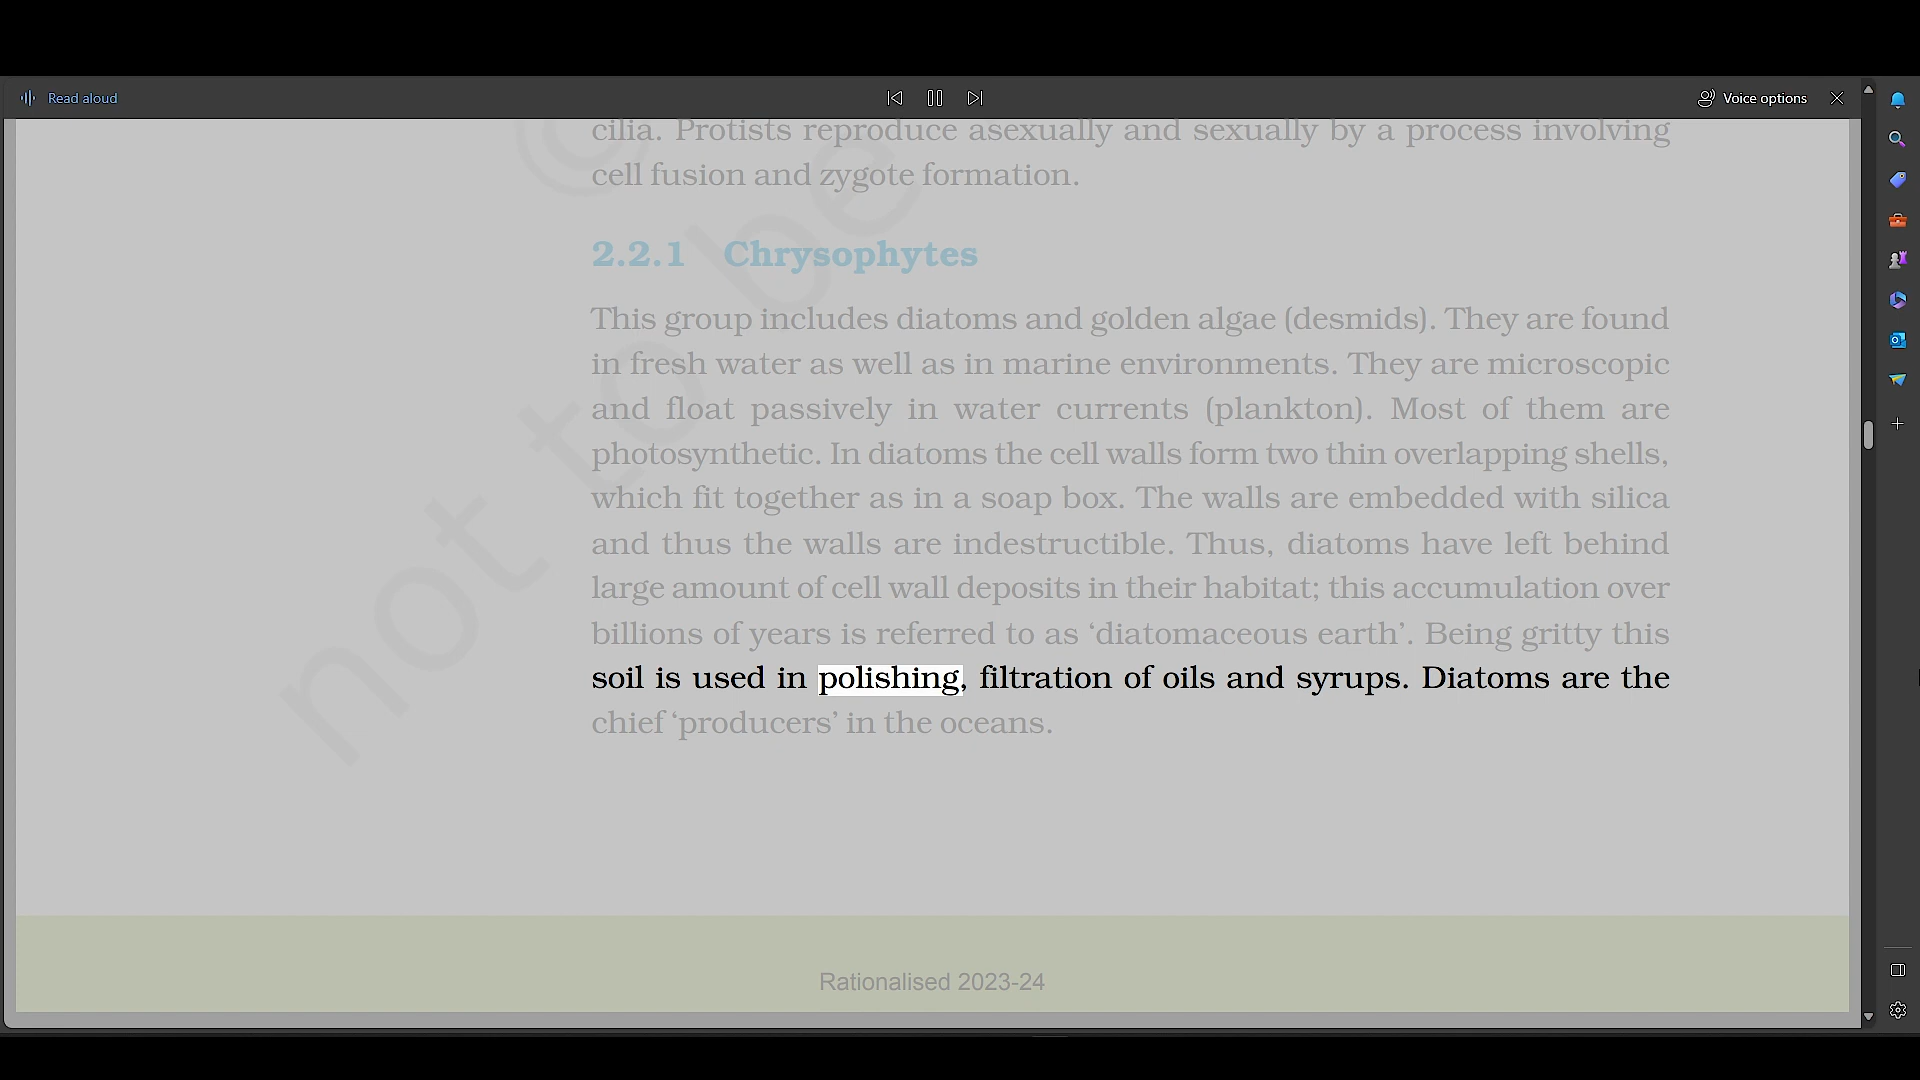 Read aloud
Voice options
cilia. Protists reproduce asexually and sexually by a process involving
cell fusion and zygote formation.
2.2.1 Chrysophytes
This group includes diatoms and golden algae (desmids). They are found
in fresh water as well as in marine environments. They are microscopic
and float passively in water currents (plankton). Most of them are
photosynthetic. In diatoms the cell walls form two thin overlapping shells,
which fit together as in a soap box. The walls are embedded with silica
and thus the walls are indestructible. Thus, diatoms have left behind
large amount of cell wall deposits in their habitat; this accumulation over
billions of years is referred to as ‘diatomaceous earth’. Being gritty this
soil is used in polishing, filtration of oils and syrups. Diatoms are the
chief ‘producers’ in the oceans.
©
not to be
Rationalised 2023-24